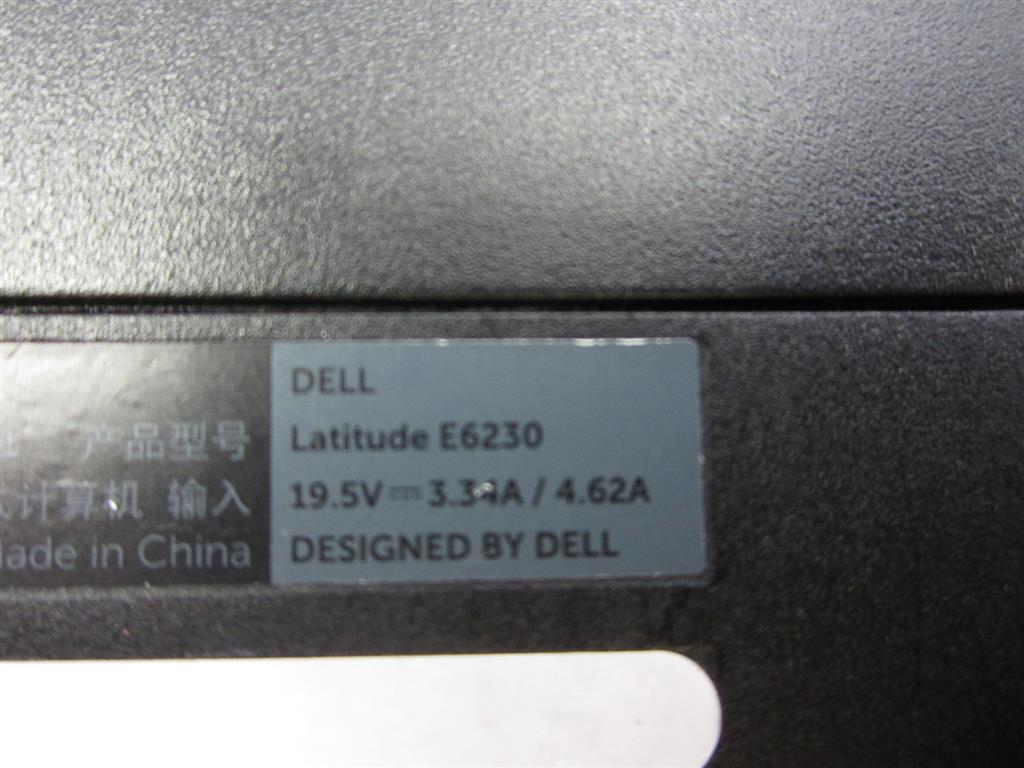 DELL
产品型号 Latitude E6230
计算机 输入 19.5V⎓3.34A / 4.62A
in China DESIGNED BY DELL